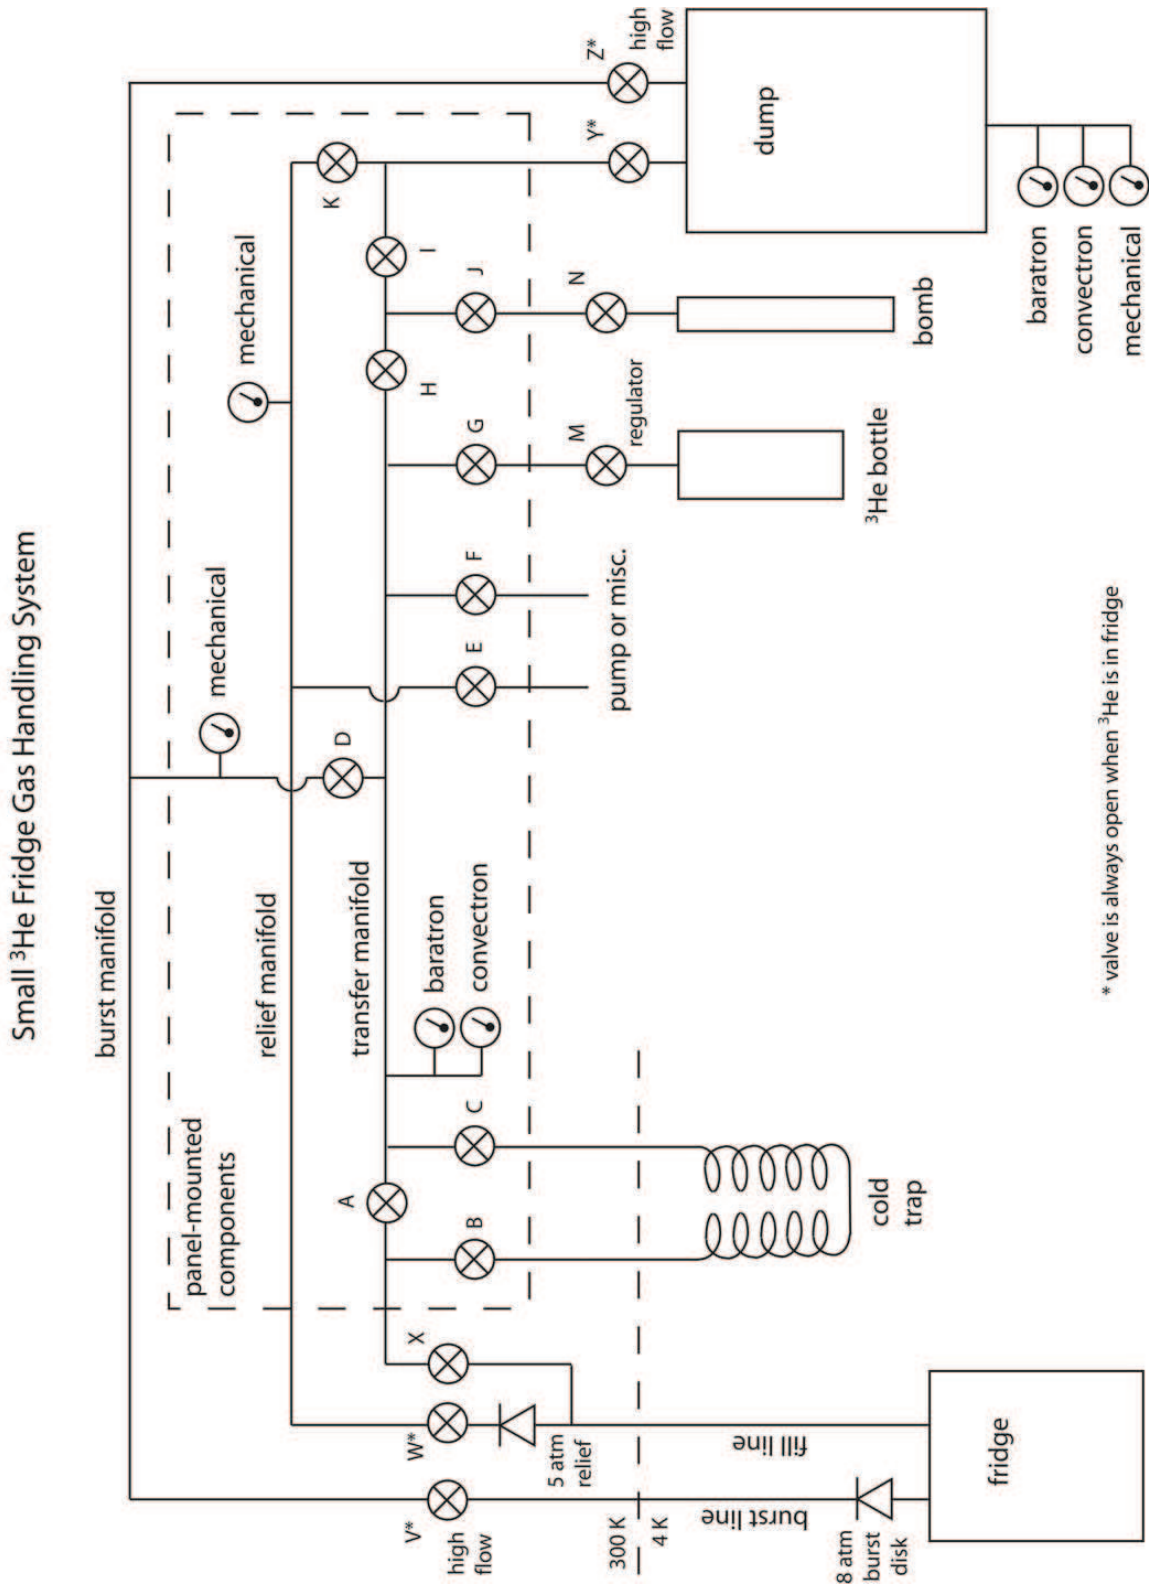 Small ³He Fridge Gas Handling System
burst manifold
relief manifold
transfer manifold
panel-mounted
components
mechanical
mechanical
baratron
convectron
V*
high
flow
W*
X
A
B
C
D
E
F
G
H
I
J
K
M
regulator
N
Y*
Z*
high
flow
5 atm
relief
300 K
4 K
burst line
fill line
8 atm
burst
disk
fridge
cold
trap
pump or misc.
³He bottle
bomb
dump
baratron
convectron
mechanical
* valve is always open when ³He is in fridge